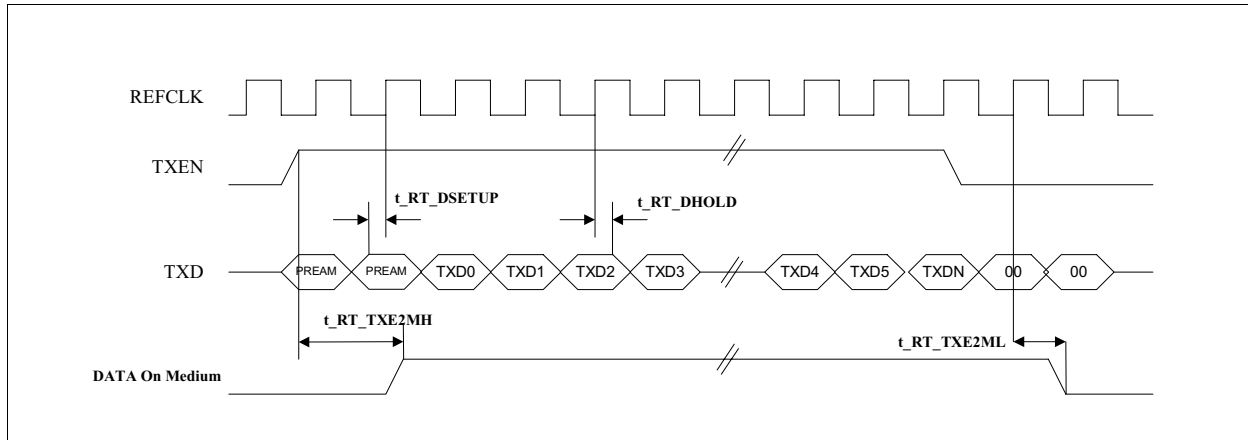 REFCLK
TXEN
t_RT_DSETUP
t_RT_DHOLD
TXD
PREAM PREAM TXD0 TXD1 TXD2 TXD3 TXD4 TXD5 TXDN 00 00
t_RT_TXE2MH
t_RT_TXE2ML
DATA On Medium